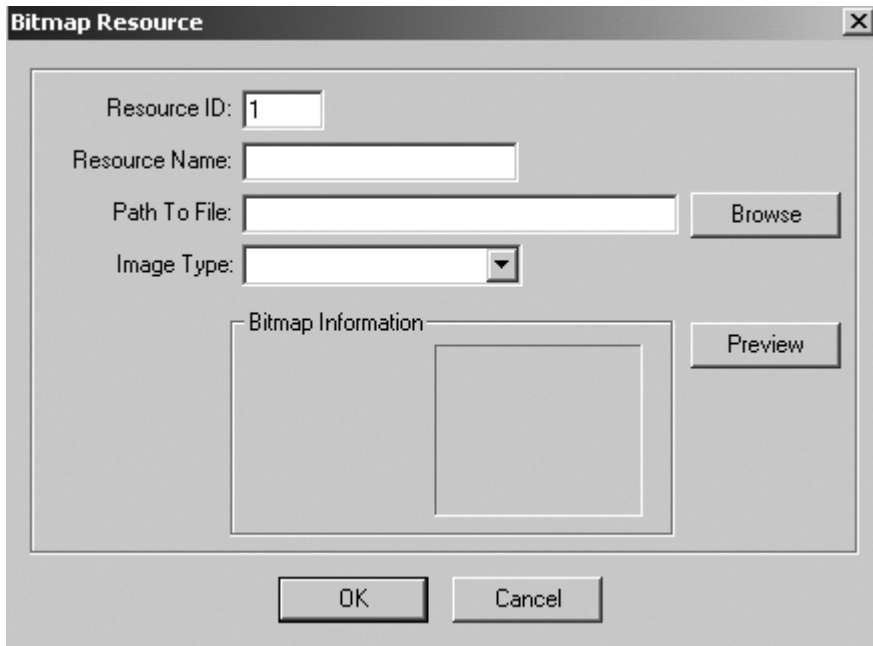 Bitmap Resource
Resource ID: 1
Resource Name:
Path To File:
Browse
Image Type:
Bitmap Information
Preview
OK
Cancel